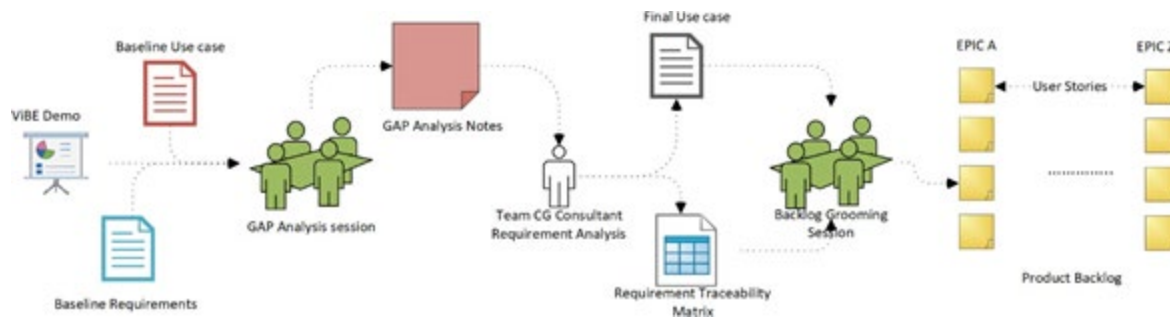 Baseline Use case
ViBE Demo
Baseline Requirements
GAP Analysis session
GAP Analysis Notes
Team CG Consultant
Requirement Analysis
Final Use case
Requirement Traceability
Matrix
Backlog Grooming
Session
EPIC A
User Stories
EPIC Z
Product Backlog